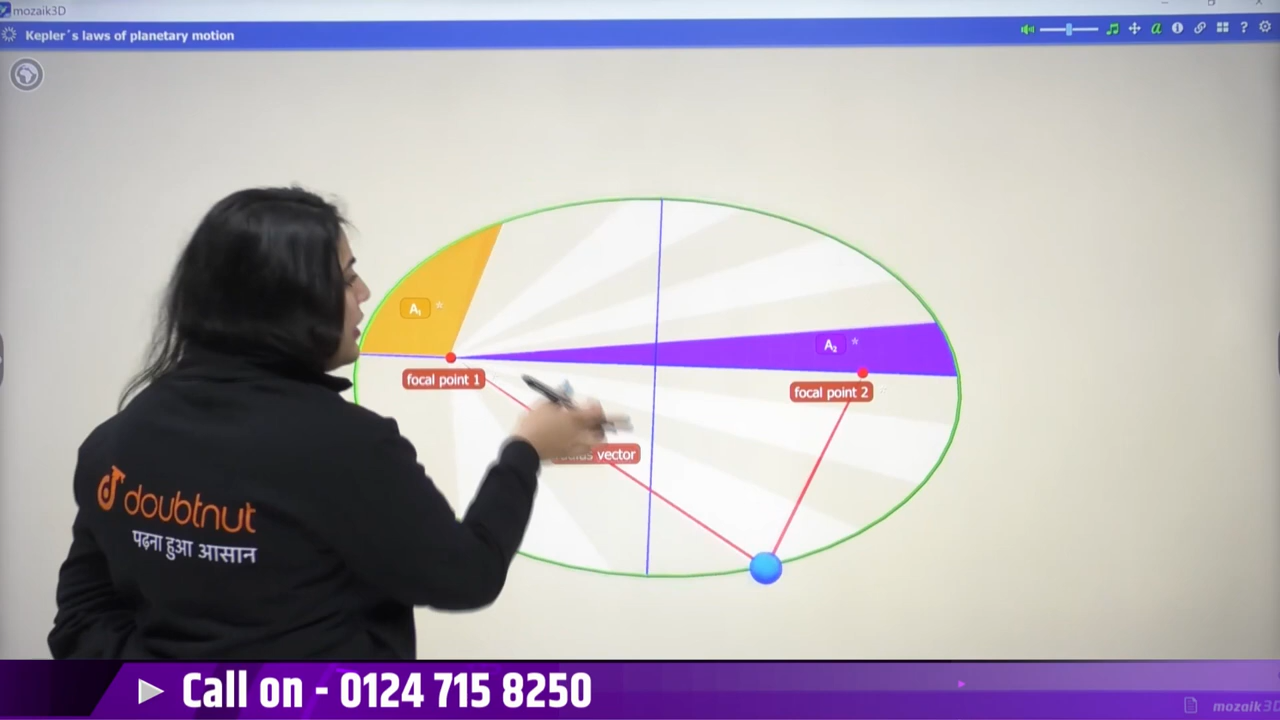 mozaik3D
Kepler´s laws of planetary motion
A₁
A₂
focal point 1
focal point 2
vector
doubtnut
पढ़ना हुआ आसान
Call on - 0124 715 8250